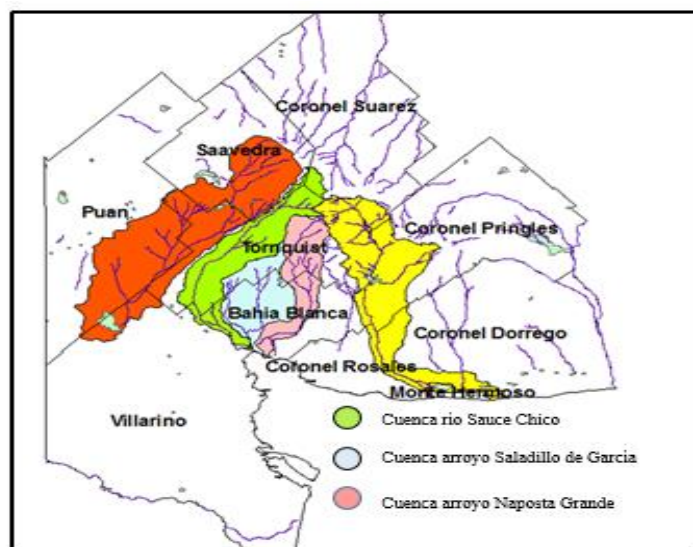 Coronel Suarez
Saavedra
Puan
Coronel Pringles
Tornquist
Bahia Blanca
Coronel Dorrego
Coronel Rosales
Monte Hermoso
Villarino
Cuenca rio Sauce Chico
Cuenca arroyo Saladillo de Garcia
Cuenca arroyo Naposta Grande